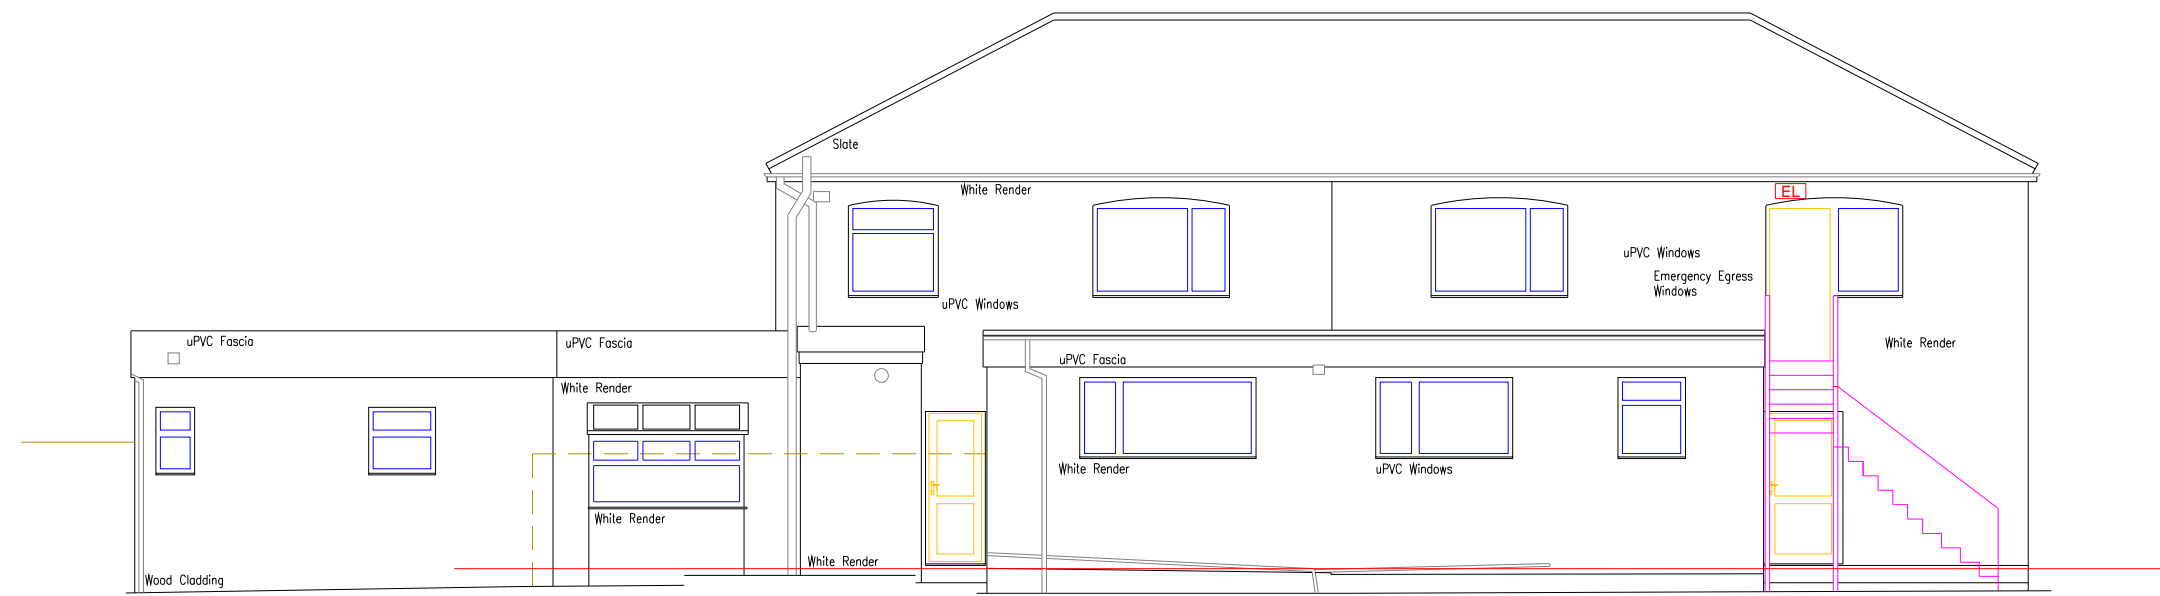 Slate
White Render
EL
uPVC Windows
Emergency Egress
Windows
uPVC Windows
uPVC Fascia
uPVC Fascia
White Render
uPVC Fascia
White Render
White Render
uPVC Windows
White Render
White Render
Wood Cladding